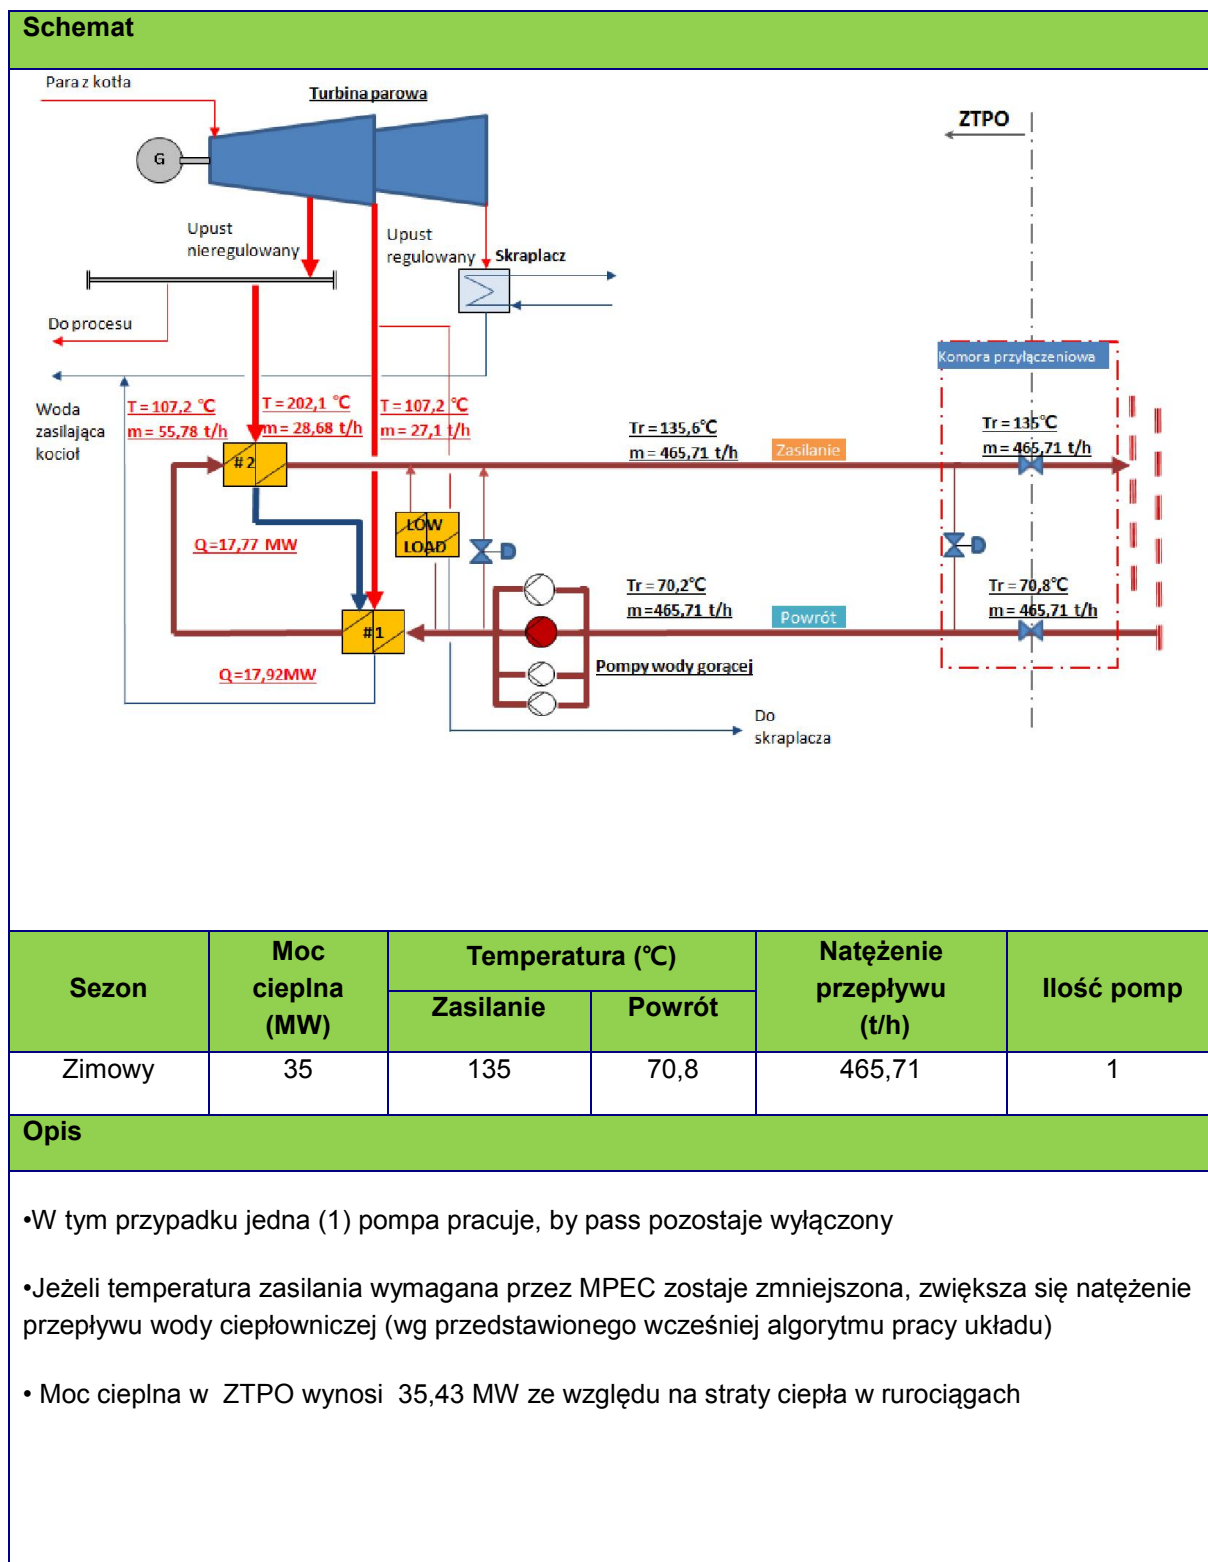 Schemat
Para z kotła
Turbina parowa
ZTPO
G
Upust
nieregulowany
Upust
regulowany
Skraplacz
Do procesu
Komora przyłączeniowa
Woda
zasilająca
kocioł
T = 107,2 °C
m = 55,78 t/h
T = 202,1 °C
m = 28,68 t/h
T = 107,2 °C
m = 27,1 t/h
Tr = 135,6°C
m = 465,71 t/h
Zasilanie
Tr = 135°C
m = 465,71 t/h
#2
LOW
LOAD
D
D
Q=17,77 MW
Tr = 70,2°C
m=465,71 t/h
Powrót
Tr = 70,8°C
m = 465,71 t/h
#1
Pompy wody gorącej
Q=17,92MW
Do
skraplacza
Sezon
Moc
cieplna
(MW)
Temperatura (°C)
Zasilanie
Powrót
Natężenie
przepływu
(t/h)
Ilość pomp
Zimowy
35
135
70,8
465,71
1
Opis
•W tym przypadku jedna (1) pompa pracuje, by pass pozostaje wyłączony
•Jeżeli temperatura zasilania wymagana przez MPEC zostaje zmniejszona, zwiększa się natężenie
przepływu wody ciepłowniczej (wg przedstawionego wcześniej algorytmu pracy układu)
• Moc cieplna w ZTPO wynosi 35,43 MW ze względu na straty ciepła w rurociągach